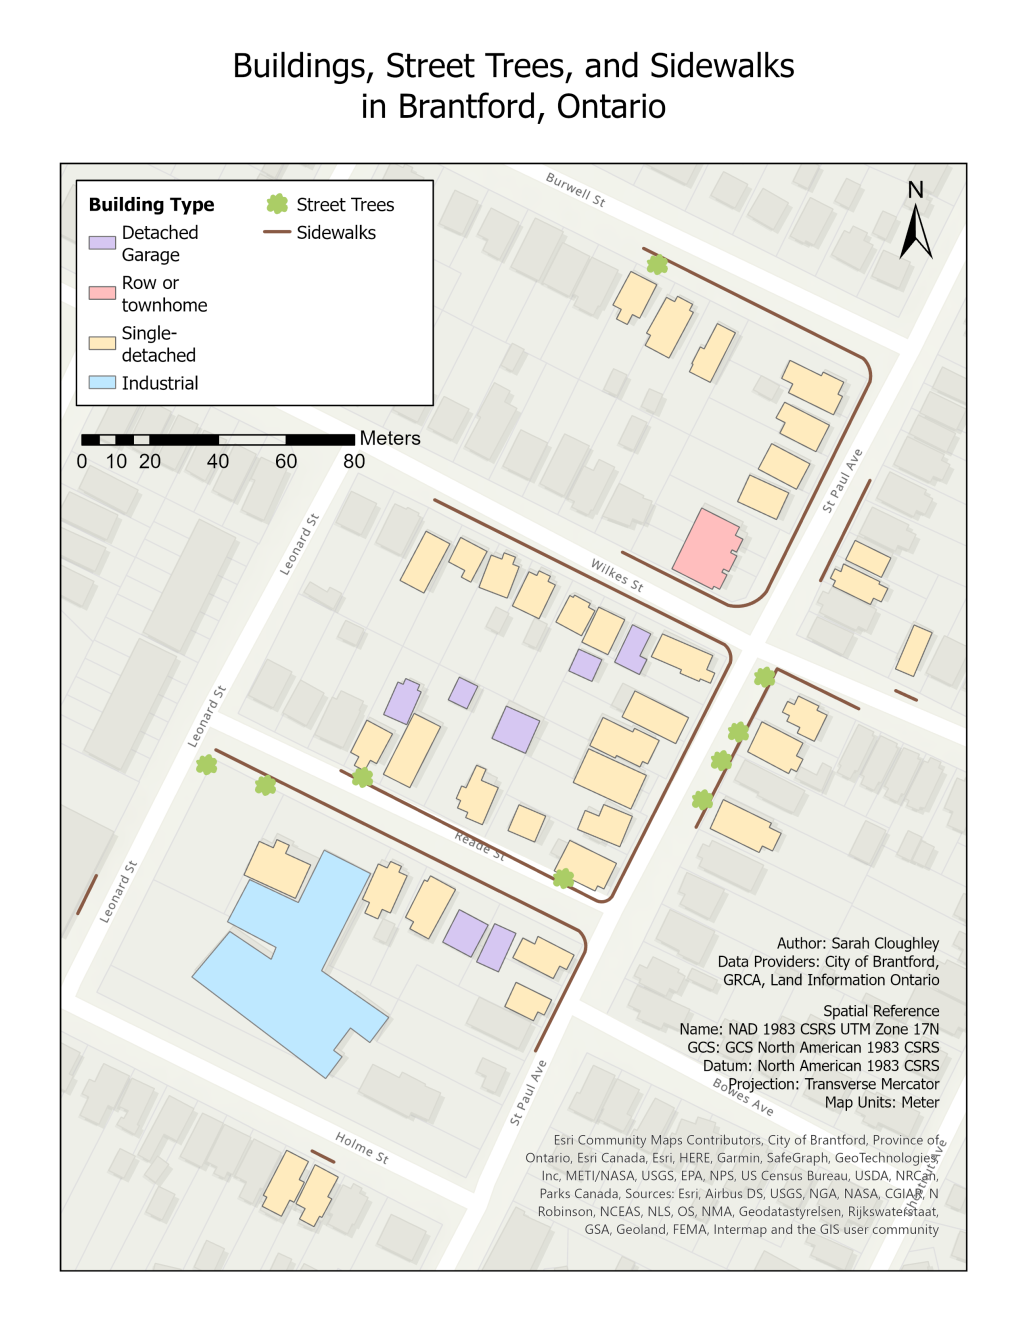 Buildings, Street Trees, and Sidewalks
in Brantford, Ontario
Burwell St
N
Building Type
Street Trees
Detached
Garage
Sidewalks
Row or
townhome
Single-
detached
Industrial
Meters
0 10 20 40 60 80
St Paul Ave
Leonard St
Wilkes St
Leonard St
Reade St
Leonard St
Author: Sarah Cloughley
Data Providers: City of Brantford,
GRCA, Land Information Ontario
Spatial Reference
Name: NAD 1983 CSRS UTM Zone 17N
GCS: GCS North American 1983 CSRS
Datum: North American 1983 CSRS
Projection: Transverse Mercator
Map Units: Meter
St Paul Ave
Bowes Ave
Holme St
Chestnut Ave
Esri Community Maps Contributors, City of Brantford, Province of
Ontario, Esri Canada, Esri, HERE, Garmin, SafeGraph, GeoTechnologies,
Inc, METI/NASA, USGS, EPA, NPS, US Census Bureau, USDA, NRCan,
Parks Canada, Sources: Esri, Airbus DS, USGS, NGA, NASA, CGIAR, N
Robinson, NCEAS, NLS, OS, NMA, Geodatastyrelsen, Rijkswaterstaat,
GSA, Geoland, FEMA, Intermap and the GIS user community